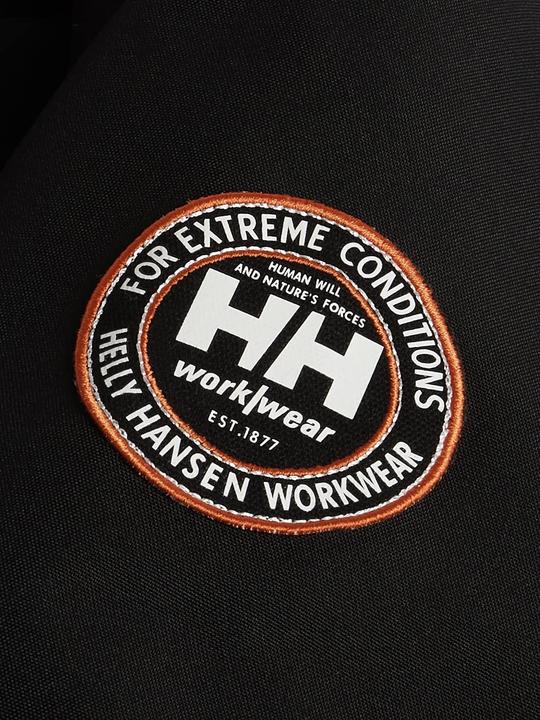 FOR EXTREME CONDITIONS
HUMAN WILL
AND NATURE'S FORCES
HH
work/wear
EST.1877
HELLY HANSEN WORKWEAR